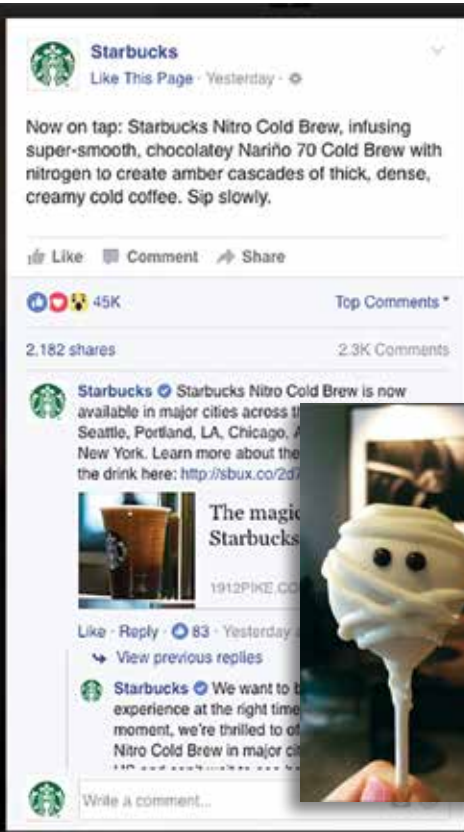 Starbucks
Like This Page · Yesterday ·
Now on tap: Starbucks Nitro Cold Brew, infusing
super-smooth, chocolatey Nariño 70 Cold Brew with
nitrogen to create amber cascades of thick, dense,
creamy cold coffee. Sip slowly.
Like Comment Share
45K Top Comments
2,182 shares 2.3K Comments
Starbucks Starbucks Nitro Cold Brew is now
available in major cities across
Seattle, Portland, LA, Chicago,
New York. Learn more about the
the drink here: http://sbux.co/2d
The magic
Starbucks
1912PIKE.CO
Like · Reply · 83 · Yesterday
View previous replies
Starbucks We want to
experience at the right time
moment, we're thrilled to
Nitro Cold Brew in major
Write a comment...